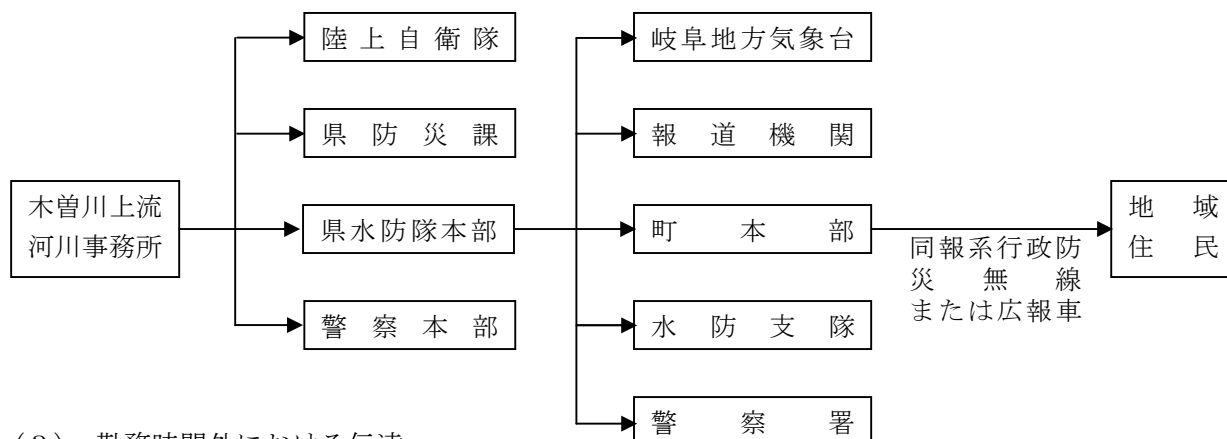 陸上自衛隊
岐阜地方気象台
県防災課
報道機関
木曽川上流
河川事務所
県水防隊本部
町本部
同報系行政防
災無線
または広報車
地域
住民
警察本部
水防支隊
警察署